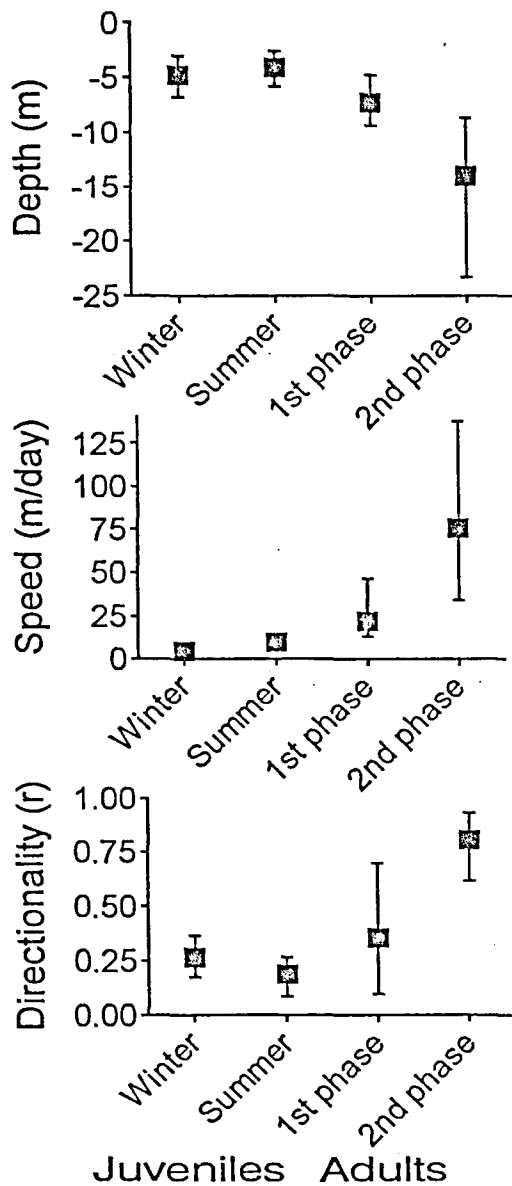 Depth (m)
0
-5
-10
-15
-20
-25
Winter
Summer
1st phase
2nd phase
Speed (m/day)
125
100
75
50
25
0
Winter
Summer
1st phase
2nd phase
Directionality (r)
1.00
0.75
0.50
0.25
0.00
Winter
Summer
1st phase
2nd phase
Juveniles Adults